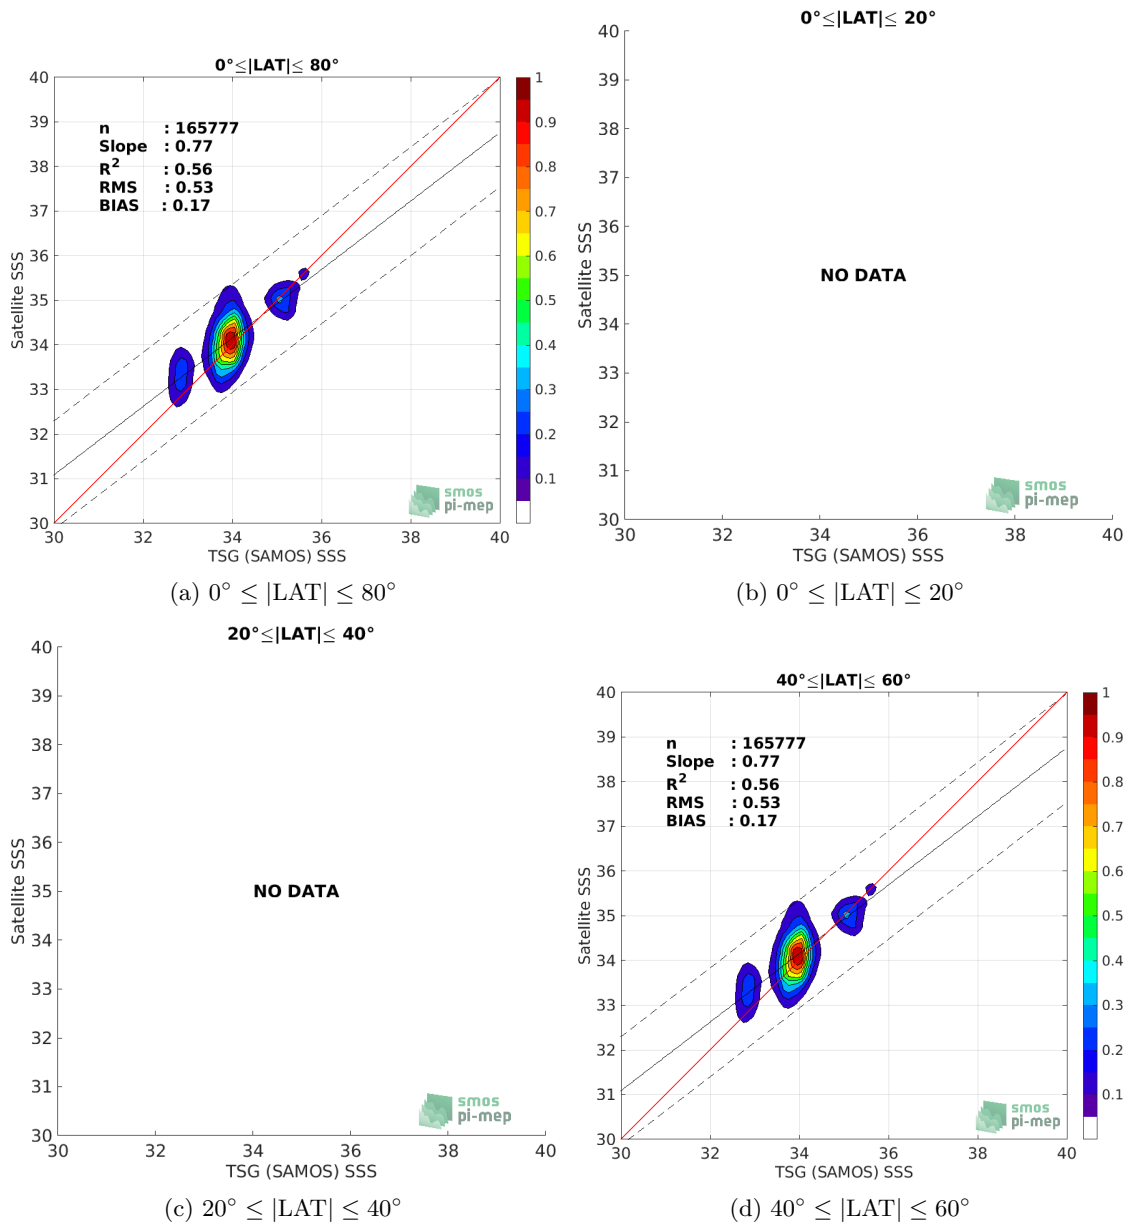 0°≤|LAT|≤ 80°
40
39
38
37
36
35
34
33
32
31
30
Satellite SSS
n : 165777
Slope : 0.77
R² : 0.56
RMS : 0.53
BIAS : 0.17
smos
pi-mep
30 32 34 36 38 40
TSG (SAMOS) SSS
1
0.9
0.8
0.7
0.6
0.5
0.4
0.3
0.2
0.1
(a) 0° ≤ |LAT| ≤ 80°
0°≤|LAT|≤ 20°
40
39
38
37
36
35
34
33
32
31
30
Satellite SSS
NO DATA
smos
pi-mep
30 32 34 36 38 40
TSG (SAMOS) SSS
(b) 0° ≤ |LAT| ≤ 20°
20°≤|LAT|≤ 40°
40
39
38
37
36
35
34
33
32
31
30
Satellite SSS
NO DATA
smos
pi-mep
30 32 34 36 38 40
TSG (SAMOS) SSS
(c) 20° ≤ |LAT| ≤ 40°
40°≤|LAT|≤ 60°
40
39
38
37
36
35
34
33
32
31
30
Satellite SSS
n : 165777
Slope : 0.77
R² : 0.56
RMS : 0.53
BIAS : 0.17
smos
pi-mep
30 32 34 36 38 40
TSG (SAMOS) SSS
1
0.9
0.8
0.7
0.6
0.5
0.4
0.3
0.2
0.1
(d) 40° ≤ |LAT| ≤ 60°